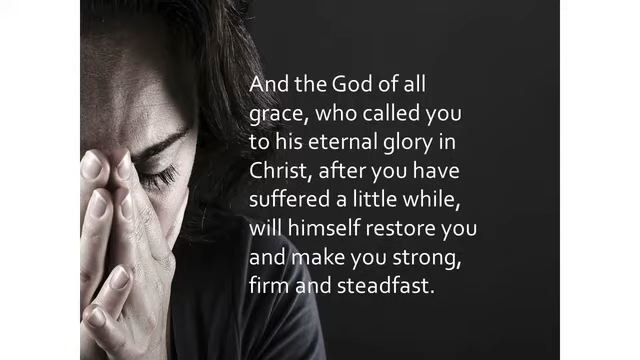 And the God of all
grace, who called you
to his eternal glory in
Christ, after you have
suffered a little while,
will himself restore you
and make you strong,
firm and steadfast.